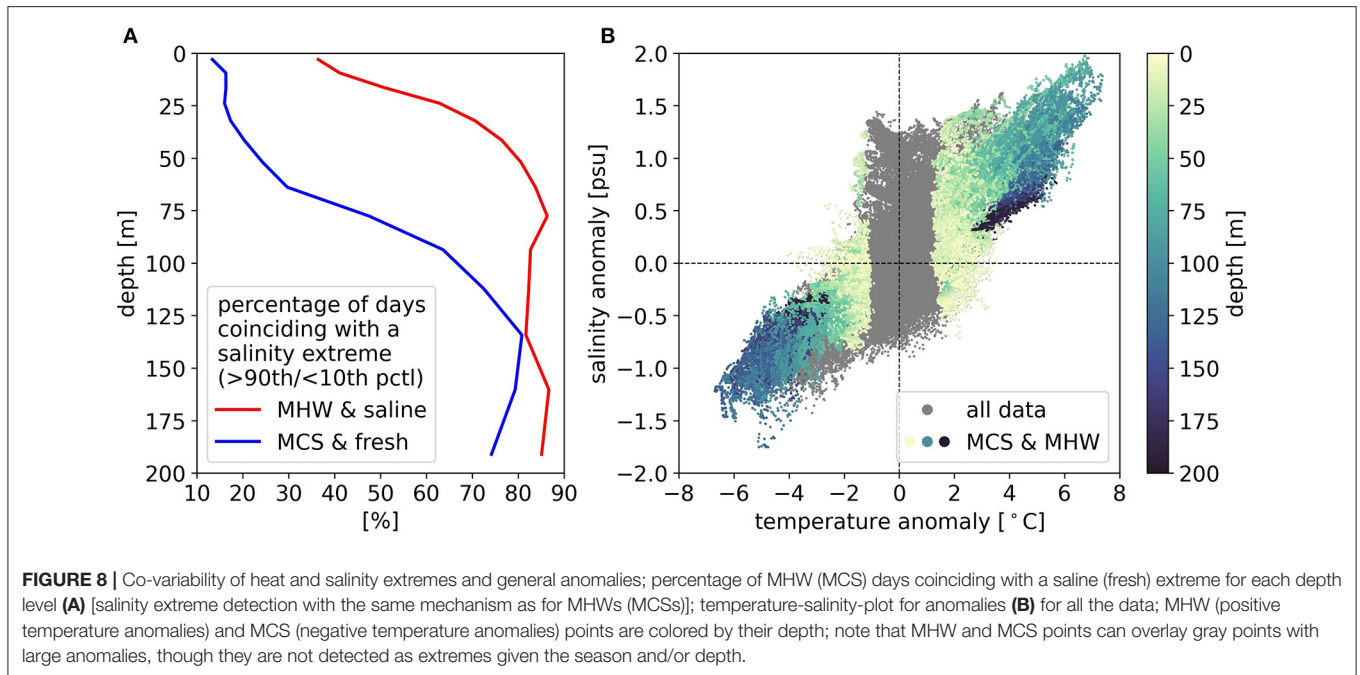 A
0
25
50
75
100
125
150
175
200
depth [m]
10 20 30 40 50 60 70 80 90
[%]
percentage of days
coinciding with a
salinity extreme
(>90th/<10th pctl)
MHW & saline
MCS & fresh
B
2.0
1.5
1.0
0.5
0.0
−0.5
−1.0
−1.5
−2.0
salinity anomaly [psu]
−8 −6 −4 −2 0 2 4 6 8
temperature anomaly [°C]
all data
MCS & MHW
0
25
50
75
100
125
150
175
200
depth [m]
FIGURE 8 | Co-variability of heat and salinity extremes and general anomalies; percentage of MHW (MCS) days coinciding with a saline (fresh) extreme for each depth
level (A) [salinity extreme detection with the same mechanism as for MHWs (MCSs)]; temperature-salinity-plot for anomalies (B) for all the data; MHW (positive
temperature anomalies) and MCS (negative temperature anomalies) points are colored by their depth; note that MHW and MCS points can overlay gray points with
large anomalies, though they are not detected as extremes given the season and/or depth.